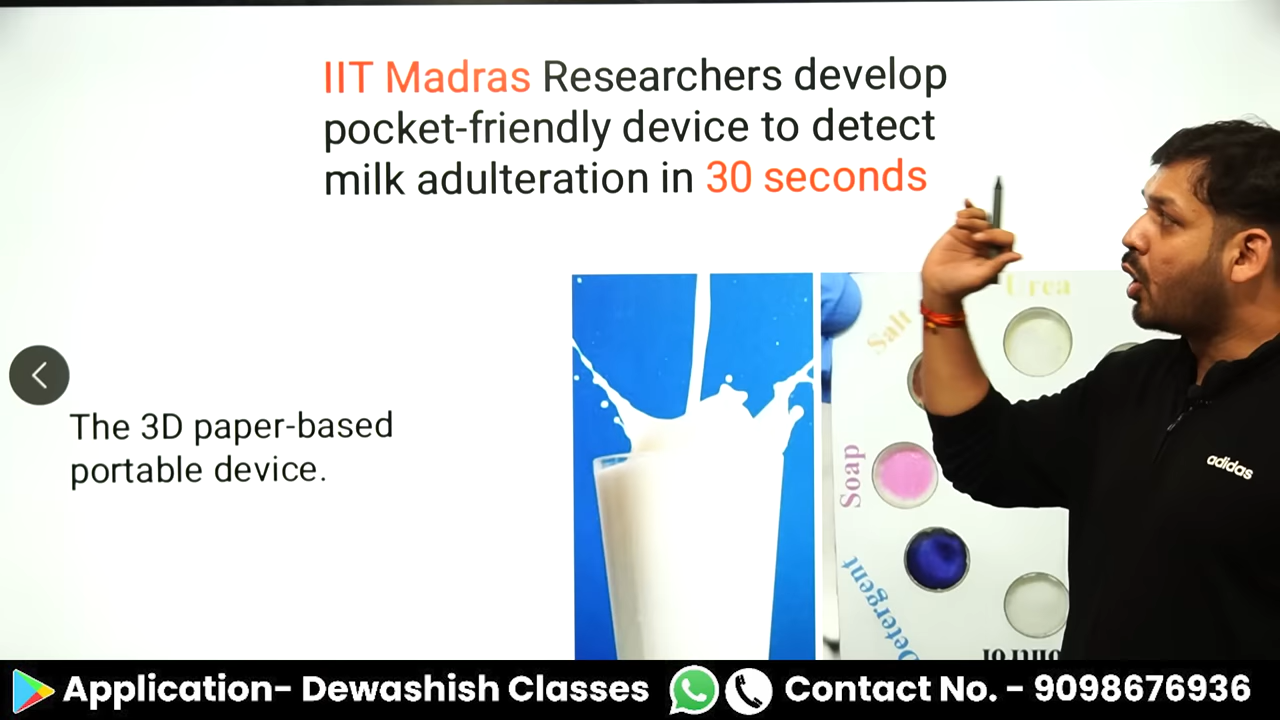 IIT Madras Researchers develop
pocket-friendly device to detect
milk adulteration in 30 seconds
Urea
Salt
The 3D paper-based
portable device.
Soap
Detergent
Control
adidas
Application- Dewashish Classes
Contact No. - 9098676936